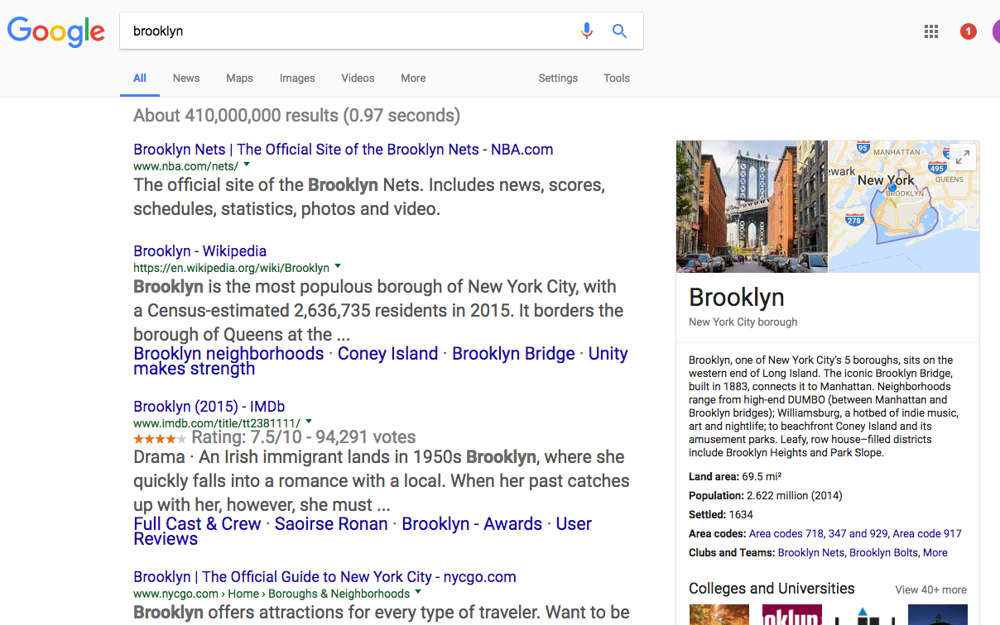 Google
brooklyn
1
All News Maps Images Videos More Settings Tools
About 410,000,000 results (0.97 seconds)
Brooklyn Nets | The Official Site of the Brooklyn Nets - NBA.com
www.nba.com/nets/
The official site of the Brooklyn Nets. Includes news, scores,
schedules, statistics, photos and video.
Brooklyn - Wikipedia
https://en.wikipedia.org/wiki/Brooklyn
Brooklyn is the most populous borough of New York City, with
a Census-estimated 2,636,735 residents in 2015. It borders the
borough of Queens at the ...
Brooklyn neighborhoods · Coney Island · Brooklyn Bridge · Unity
makes strength
Brooklyn (2015) - IMDb
www.imdb.com/title/tt2381111/
Rating: 7.5/10 - 94,291 votes
Drama · An Irish immigrant lands in 1950s Brooklyn, where she
quickly falls into a romance with a local. When her past catches
up with her, however, she must ...
Full Cast & Crew · Saoirse Ronan · Brooklyn - Awards · User
Reviews
Brooklyn | The Official Guide to New York City - nycgo.com
www.nycgo.com › Home › Boroughs & Neighborhoods
Brooklyn offers attractions for every type of traveler. Want to be
95
MANHATTAN
495
ewark
New York
QUEENS
BROOKLYN
278
Brooklyn
New York City borough
Brooklyn, one of New York City's 5 boroughs, sits on the
western end of Long Island. The iconic Brooklyn Bridge,
built in 1883, connects it to Manhattan. Neighborhoods
range from high-end DUMBO (between Manhattan and
Brooklyn bridges); Williamsburg, a hotbed of indie music,
art and nightlife; to beachfront Coney Island and its
amusement parks. Leafy, row house–filled districts
include Brooklyn Heights and Park Slope.
Land area: 69.5 mi²
Population: 2.622 million (2014)
Settled: 1634
Area codes: Area codes 718, 347 and 929, Area code 917
Clubs and Teams: Brooklyn Nets, Brooklyn Bolts, More
Colleges and Universities View 40+ more
oklyn